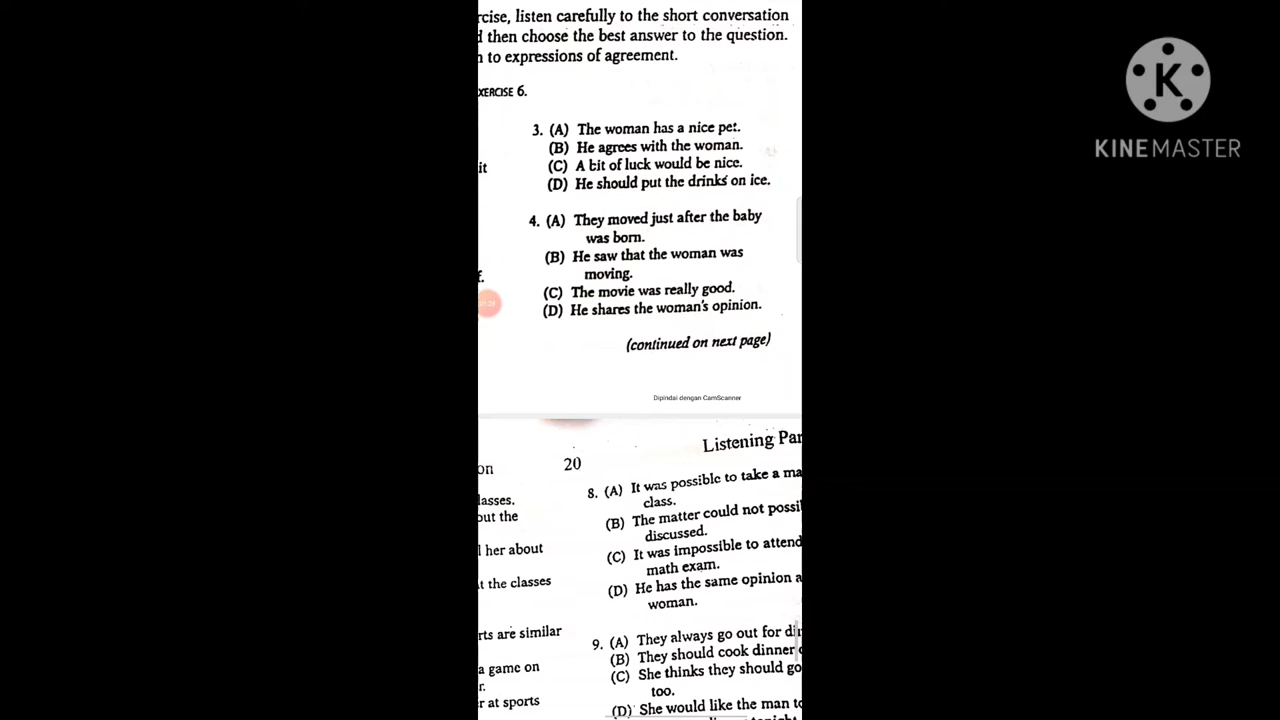 rcise, listen carefully to the short conversation
d then choose the best answer to the question.
n to expressions of agreement.
XERCISE 6.
3. (A) The woman has a nice pet.
(B) He agrees with the woman.
it
(C) A bit of luck would be nice.
(D) He should put the drinks on ice.
4. (A) They moved just after the baby
was born.
(B) He saw that the woman was
moving.
f.
(C) The movie was really good.
(D) He shares the woman's opinion.
(continued on next page)
Dipindai dengan CamScanner
on
20
Listening Par
lasses.
out the
l her about
t the classes
rts are similar
a game on
r.
r at sports
8. (A) It was possible to take a ma
class.
(B) The matter could not possi
discussed.
(C) It was impossible to attend
math exam.
(D) He has the same opinion a
woman.
9. (A) They always go out for din
(B) They should cook dinner
(C) She thinks they should go
too.
(D) She would like the man to
K
KINEMASTER